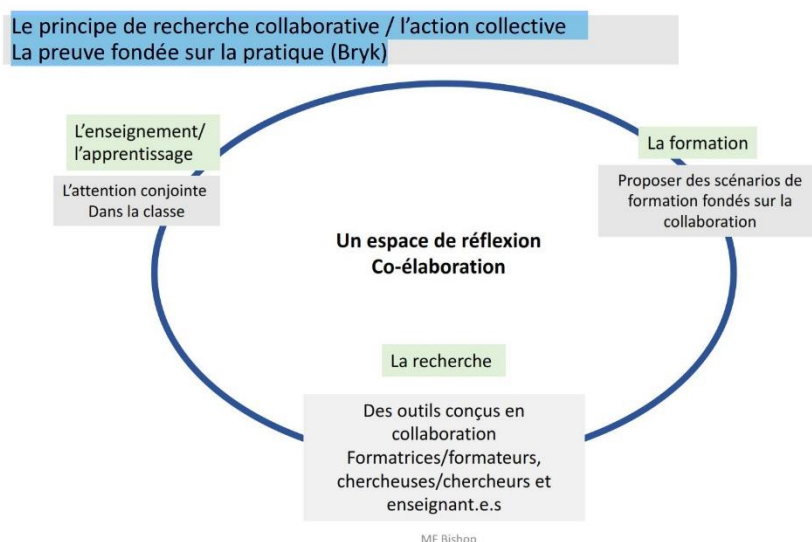 Le principe de recherche collaborative / l'action collective
La preuve fondée sur la pratique (Bryk)
L'enseignement/
l'apprentissage
L'attention conjointe
Dans la classe
La formation
Proposer des scénarios de
formation fondés sur la
collaboration
Un espace de réflexion
Co-élaboration
La recherche
Des outils conçus en
collaboration
Formatrices/formateurs,
chercheuses/chercheurs et
enseignant.e.s
MF Bishop